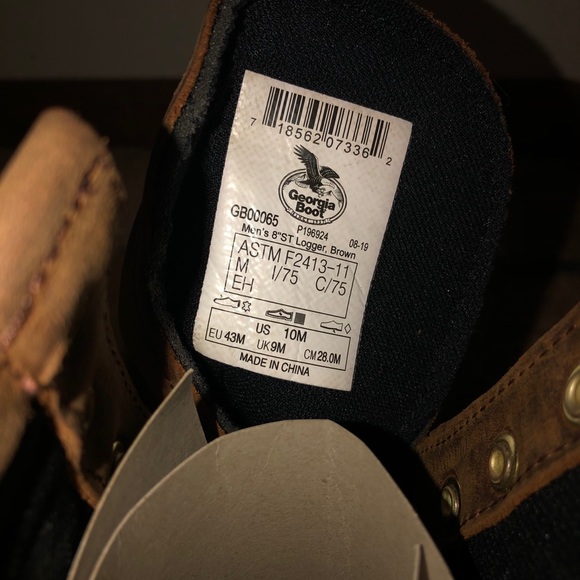 7 18562 07336 2
Georgia
Boot
GB00065 P196924 08-19
Men's 8"ST Logger, Brown
ASTM F2413-11
M I/75 C/75
EH
US 10M
EU 43M UK9M CM 28.0M
MADE IN CHINA